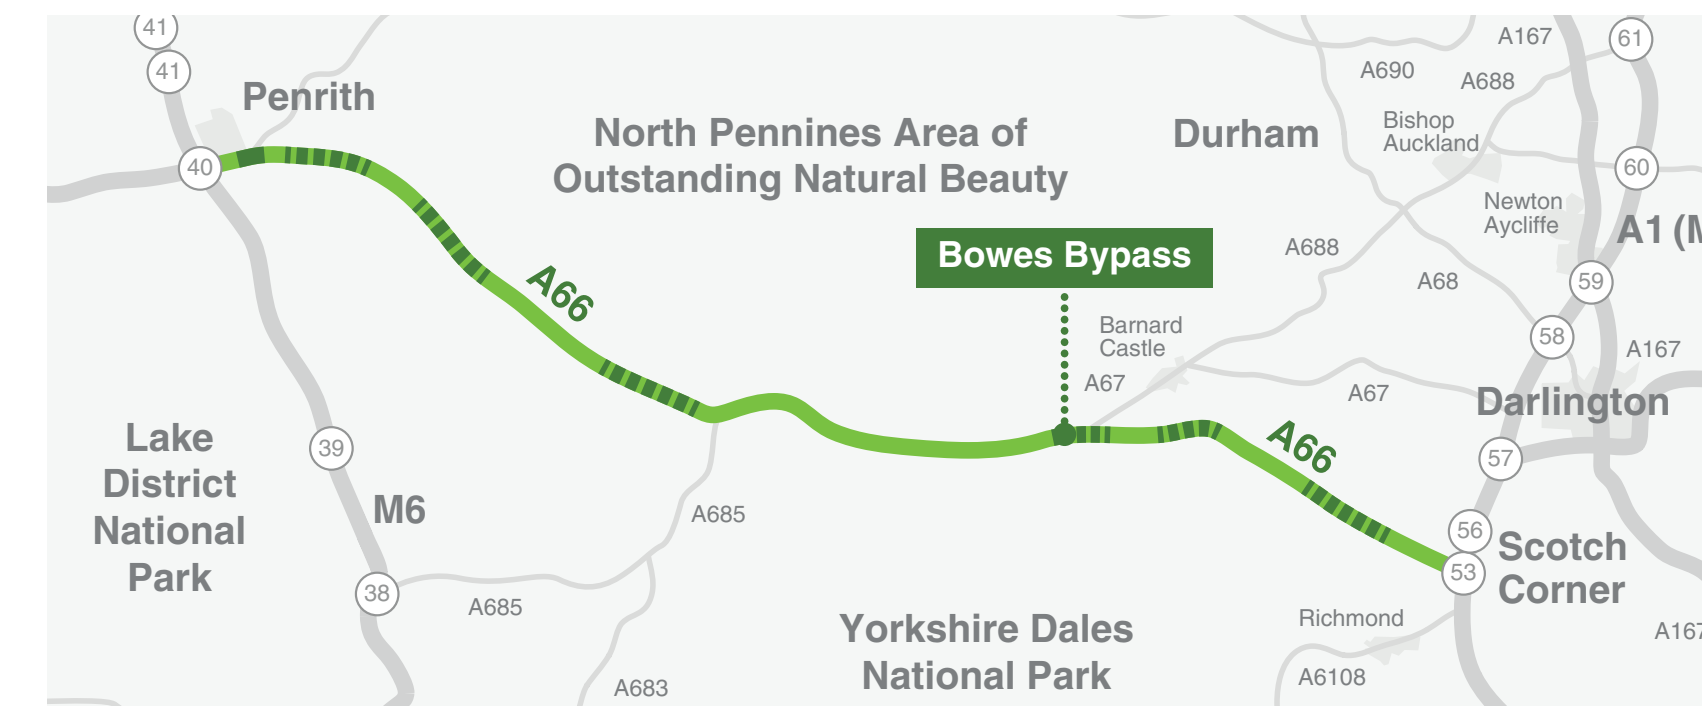 41
61
A167
41
A690
A688
Penrith
Bishop
Auckland
North Pennines Area of
Outstanding Natural Beauty
Durham
40
60
Newton
Aycliffe
A1 (M
Bowes Bypass
A688
A68
59
A66
Barnard
Castle
58
A167
A67
A67
Darlington
Lake
District
National
Park
39
A66
57
M6
A685
56
Scotch
Corner
53
38
A685
Richmond
Yorkshire Dales
National Park
A167
A6108
A683